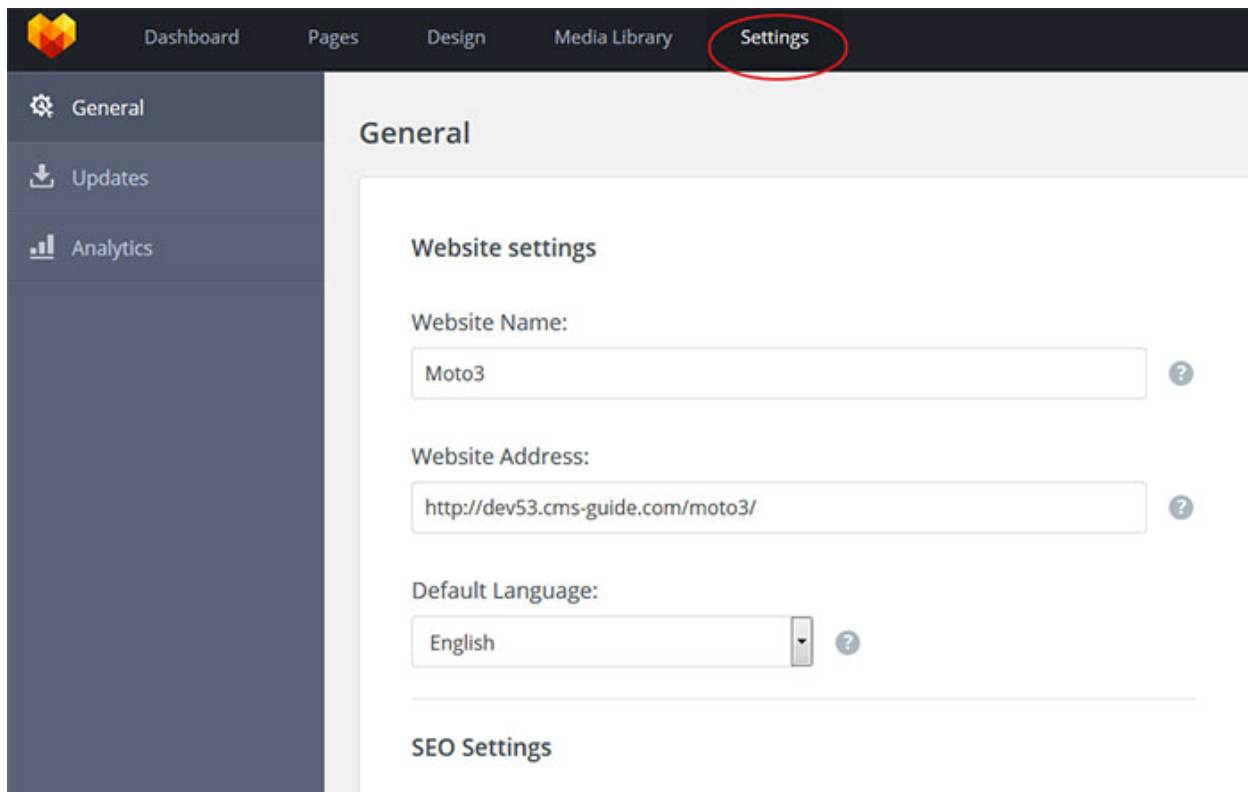 Dashboard Pages Design Media Library Settings
General
Updates
Analytics
General
Website settings
Website Name:
Moto3
?
Website Address:
http://dev53.cms-guide.com/moto3/
?
Default Language:
English
?
SEO Settings